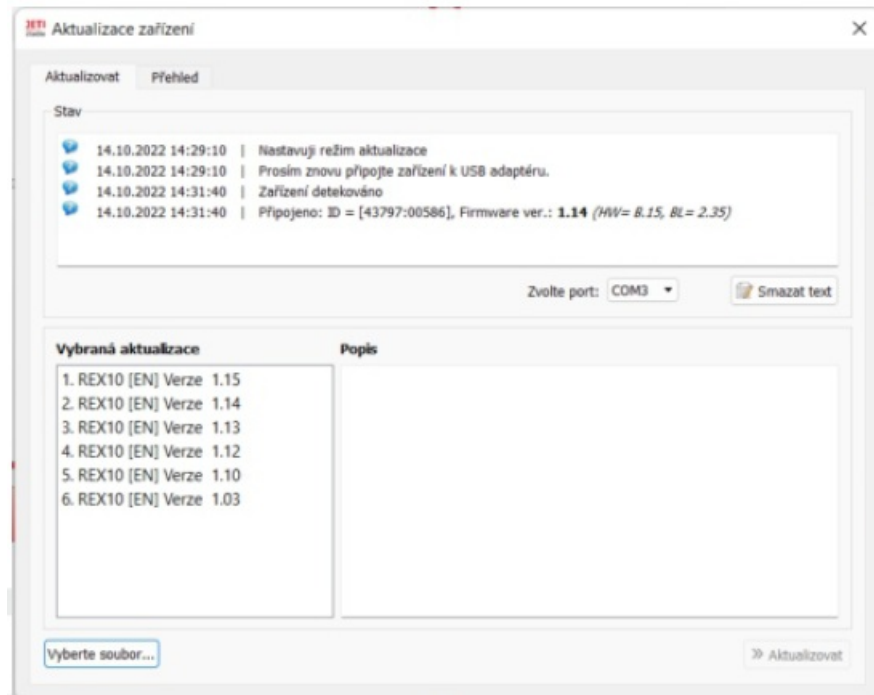 JETI
Aktualizace zařízení
Aktualizovat Přehled
Stav
14.10.2022 14:29:10 | Nastavuji režim aktualizace
14.10.2022 14:29:10 | Prosím znovu připojte zařízení k USB adaptéru.
14.10.2022 14:31:40 | Zařízení detekováno
14.10.2022 14:31:40 | Připojeno: ID = [43797:00586], Firmware ver.: 1.14 (HW= 8.15, BL= 2.35)
Zvolte port: COM3 Smazat text
Vybraná aktualizace Popis
1. REX10 [EN] Verze 1.15
2. REX10 [EN] Verze 1.14
3. REX10 [EN] Verze 1.13
4. REX10 [EN] Verze 1.12
5. REX10 [EN] Verze 1.10
6. REX10 [EN] Verze 1.03
Vyberte soubor... Aktualizovat